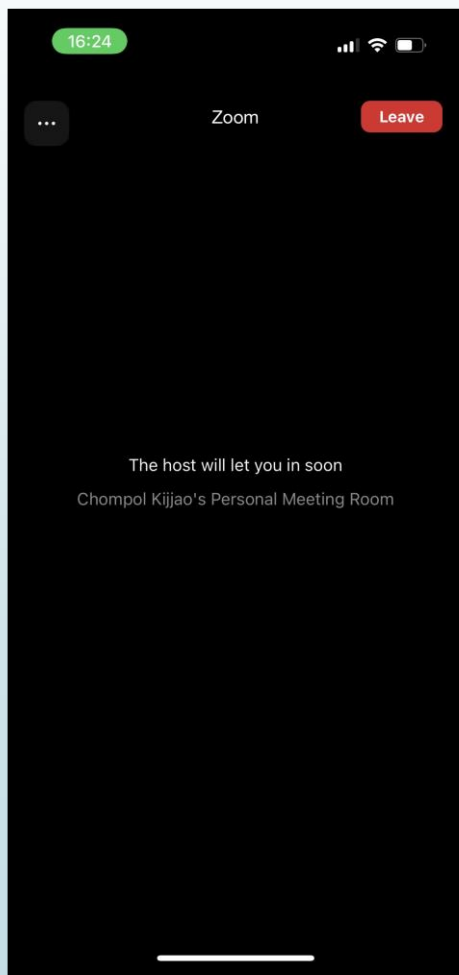 16:24
Zoom
Leave
The host will let you in soon
Chompol Kijjao's Personal Meeting Room